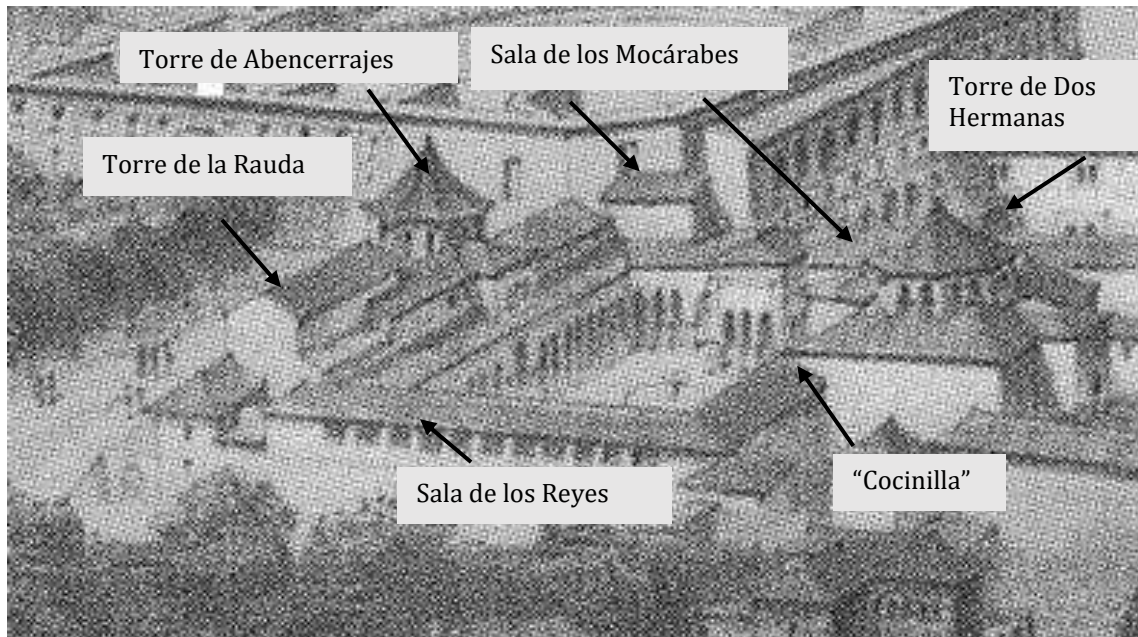 Torre de Abencerrajes
Sala de los Mocárabes
Torre de Dos
Hermanas
Torre de la Rauda
Sala de los Reyes
“Cocinilla”